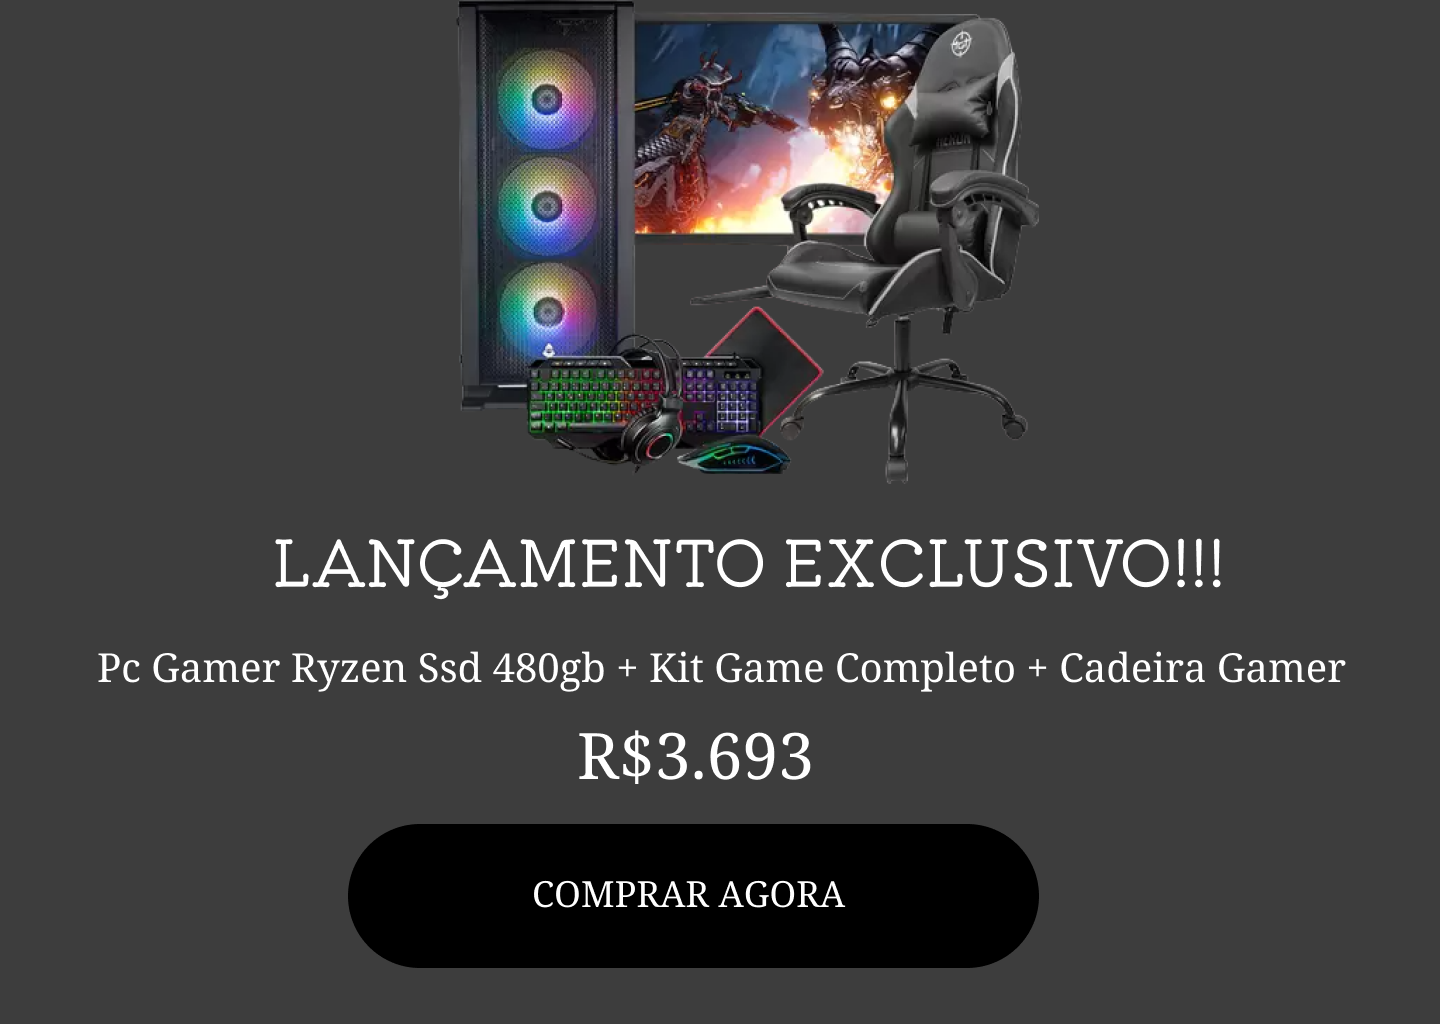 LANÇAMENTO EXCLUSIVO!!!
Pc Gamer Ryzen Ssd 480gb + Kit Game Completo + Cadeira Gamer
R$3.693
COMPRAR AGORA